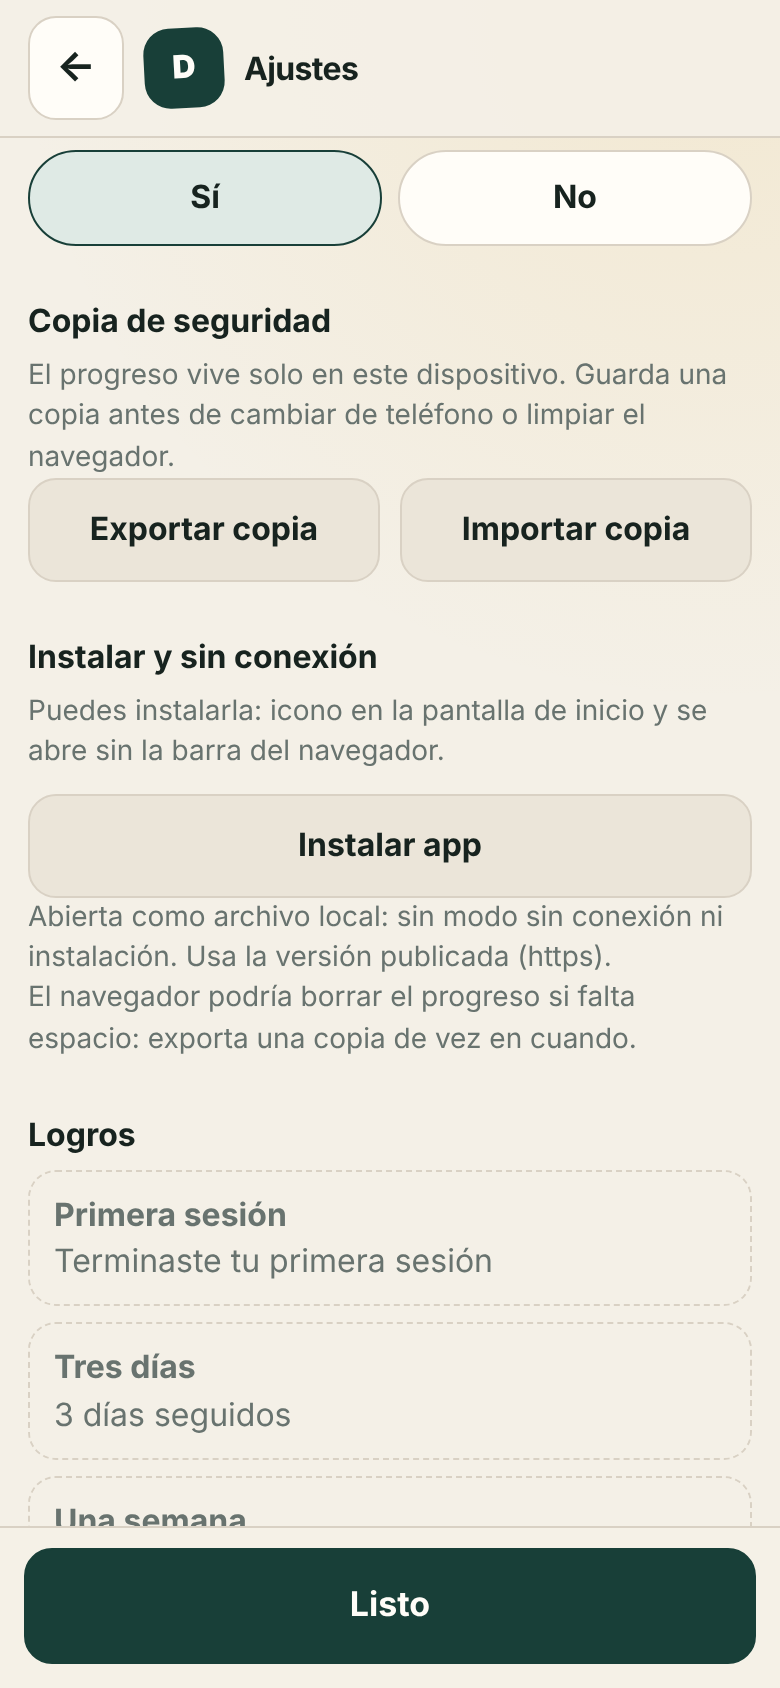 D
Ajustes
Sí
No
Copia de seguridad
El progreso vive solo en este dispositivo. Guarda una
copia antes de cambiar de teléfono o limpiar el
navegador.
Exportar copia
Importar copia
Instalar y sin conexión
Puedes instalarla: icono en la pantalla de inicio y se
abre sin la barra del navegador.
Instalar app
Abierta como archivo local: sin modo sin conexión ni
instalación. Usa la versión publicada (https).
El navegador podría borrar el progreso si falta
espacio: exporta una copia de vez en cuando.
Logros
Primera sesión
Terminaste tu primera sesión
Tres días
3 días seguidos
Una semana
Listo